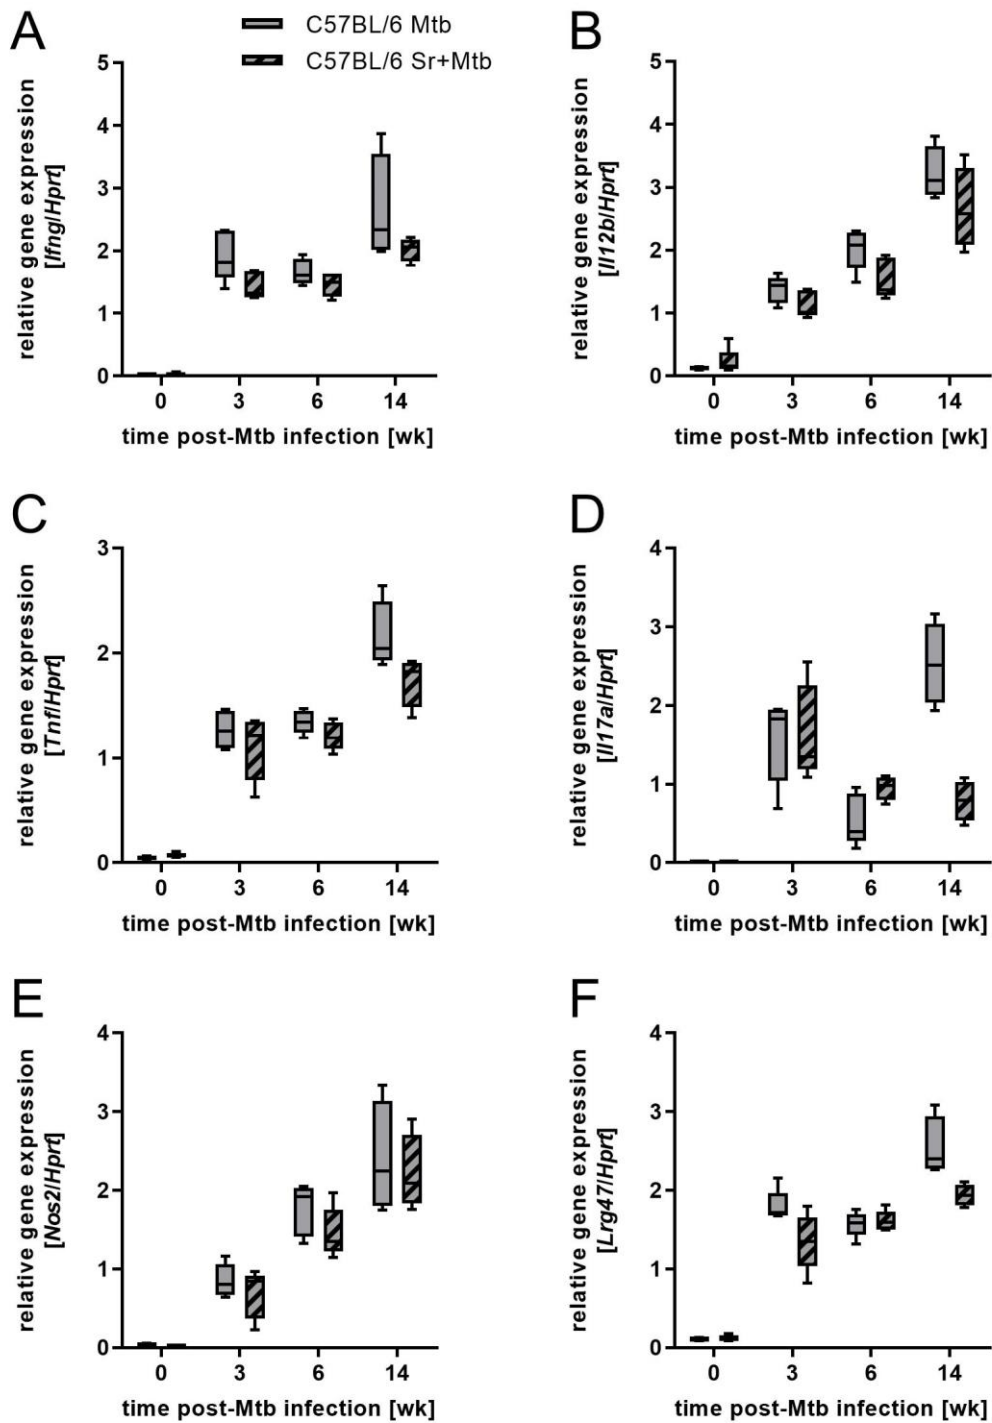 A
C57BL/6 Mtb
C57BL/6 Sr+Mtb
relative gene expression
[Ifng/Hprt]
5
4
3
2
1
0
0 3 6 14
time post-Mtb infection [wk]
B
relative gene expression
[Il12b/Hprt]
5
4
3
2
1
0
0 3 6 14
time post-Mtb infection [wk]
C
relative gene expression
[Tnf/Hprt]
3
2
1
0
0 3 6 14
time post-Mtb infection [wk]
D
relative gene expression
[Il17a/Hprt]
4
3
2
1
0
0 3 6 14
time post-Mtb infection [wk]
E
relative gene expression
[Nos2/Hprt]
4
3
2
1
0
0 3 6 14
time post-Mtb infection [wk]
F
relative gene expression
[Lrg47/Hprt]
4
3
2
1
0
0 3 6 14
time post-Mtb infection [wk]